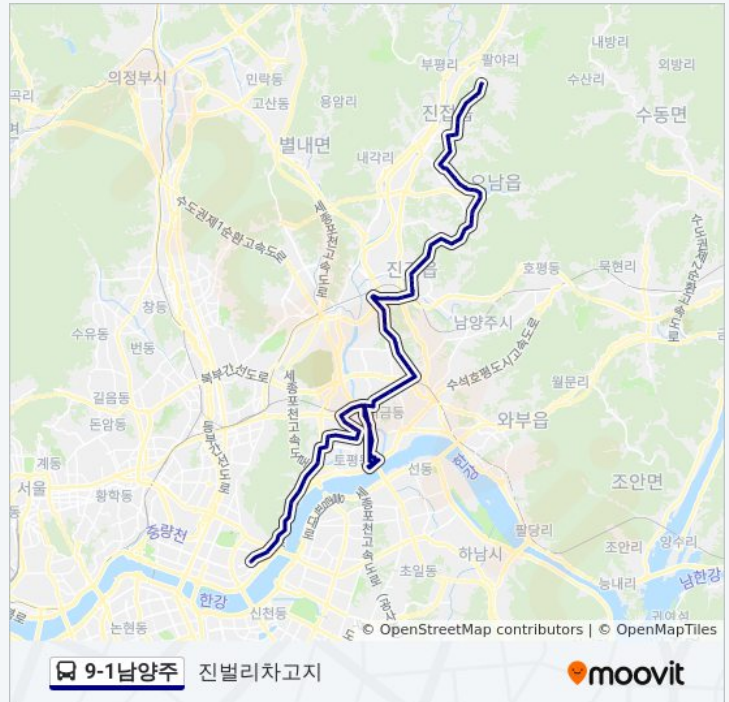 부평리
팔야리
내방리
외방리
의정부시
인락동
고산동
용암리
진접
수산리
수동면
곡리
면
별내면
내각리
오남읍
수도권제1순환고속도로
세종포천고속도로
수도권제2순환고속도로
진
읍
호평동
묵현리
창동
수유동
번동
남양주시
수석호평도시고속도로
북부간선도로
세종포천고속도로
월문리
길음동
돈암동
금동
와부읍
동부간선도로
계동
서울
황학동
토평동
선동
한강
조안면
중랑천
세종포천고속도로
팔당리
하남시
조안리
양수리
초일동
능내리
남한강
한강
신천동
논현동
귀여리
© OpenStreetMap contributors | © OpenMapTiles
9-1남양주 진벌리차고지
moovit